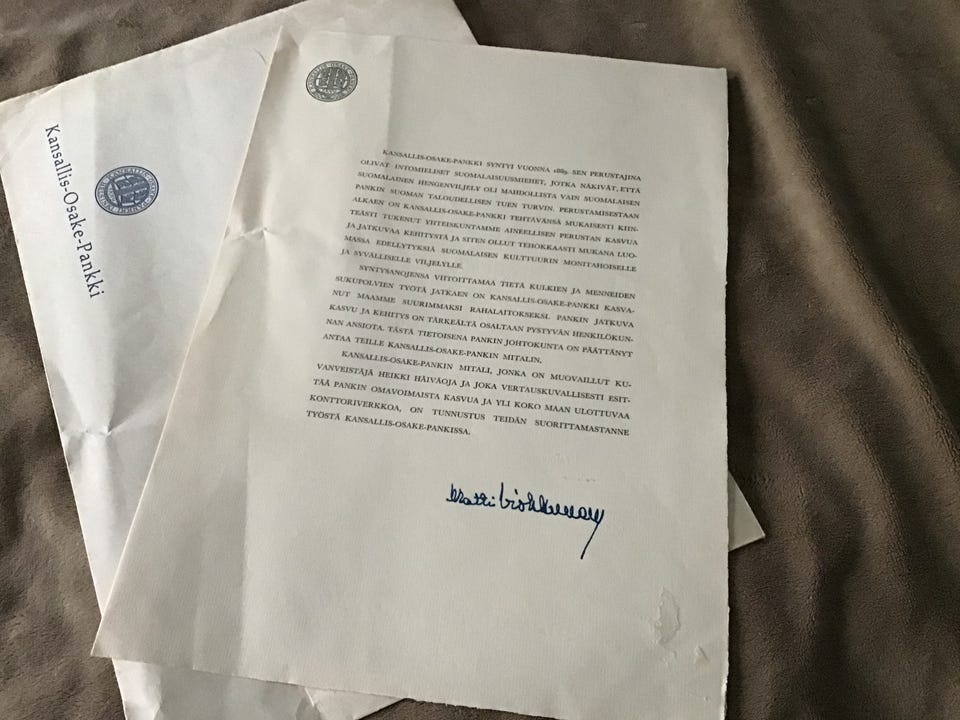 Kansallis-Osake-Pankki
KANSALLIS-OSAKE-PANKKI SYNTYI VUONNA 1889. SEN PERUSTAJINA
OLIVAT INTOMIELISET SUOMALAISUUSMIEHET, JOTKA NÄKIVÄT, ETTÄ
SUOMALAINEN HENGENVILJELY OLI MAHDOLLISTA VAIN SUOMALAISEN
PANKIN SUOMAN TALOUDELLISEN TUEN TURVIN. PERUSTAMISESTAAN
ALKAEN ON KANSALLIS-OSAKE-PANKKI TEHTÄVÄNSÄ MUKAISESTI KIIN-
TEÄSTI TUKENUT YHTEISKUNTAMME AINEELLISEN PERUSTAN KASVUA
JA JATKUVAA KEHITYSTÄ JA SITEN OLLUT TEHOKKAASTI MUKANA LUO-
MASSA EDELLYTYKSIÄ SUOMALAISEN KULTTUURIN MONITAHOISELLE
JA SYVÄLLISELLE VILJELYLLE.
SYNTYSANOJENSA VIITOITTAMAA TIETÄ KULKIEN JA MENNEIDEN
SUKUPOLVIEN TYÖTÄ JATKAEN ON KANSALLIS-OSAKE-PANKKI KASVA-
NUT MAAMME SUURIMMAKSI RAHALAITOKSEKSI. PANKIN JATKUVA
KASVU JA KEHITYS ON TÄRKEÄLTÄ OSALTAAN PYSTYVÄN HENKILÖKUN-
NAN ANSIOTA. TÄSTÄ TIETOISENA PANKIN JOHTOKUNTA ON PÄÄTTÄNYT
ANTAA TEILLE KANSALLIS-OSAKE-PANKIN MITALIN.
KANSALLIS-OSAKE-PANKIN MITALI, JONKA ON MUOVAILLUT KU-
VANVEISTÄJÄ HEIKKI HÄIVÄOJA JA JOKA VERTAUSKUVALLISESTI ESIT-
TÄÄ PANKIN OMAVOIMAISTA KASVUA JA YLI KOKO MAAN ULOTTUVAA
KONTTORIVERKKOA, ON TUNNUSTUS TEIDÄN SUORITTAMASTANNE
TYÖSTÄ KANSALLIS-OSAKE-PANKISSA.